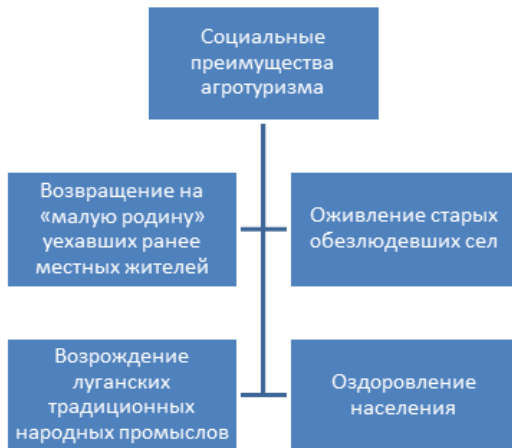 Социальные
преимущества
агротуризма
Возвращение на
«малую родину»
уехавших ранее
местных жителей
Оживление старых
обезлюдевших сел
Возрождение
луганских
традиционных
народных промыслов
Оздоровление
населения